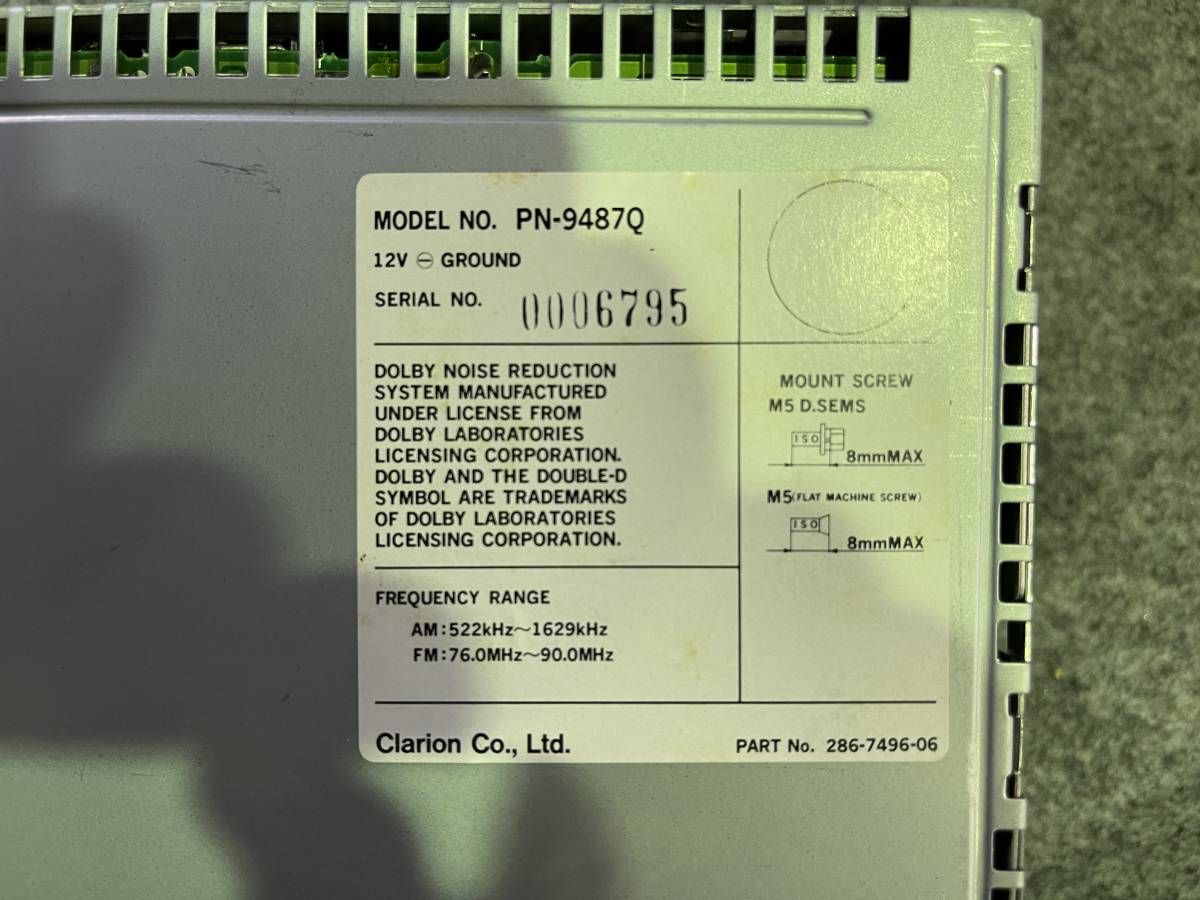 MODEL NO. PN-9487Q
12V ⊖ GROUND
SERIAL NO. 0006795
DOLBY NOISE REDUCTION
SYSTEM MANUFACTURED
UNDER LICENSE FROM
DOLBY LABORATORIES
LICENSING CORPORATION.
DOLBY AND THE DOUBLE-D
SYMBOL ARE TRADEMARKS
OF DOLBY LABORATORIES
LICENSING CORPORATION.
MOUNT SCREW
M5 D.SEMS
ISO
8mmMAX
M5(FLAT MACHINE SCREW)
ISO
8mmMAX
FREQUENCY RANGE
AM:522kHz～1629kHz
FM:76.0MHz～90.0MHz
Clarion Co., Ltd.
PART No. 286-7496-06